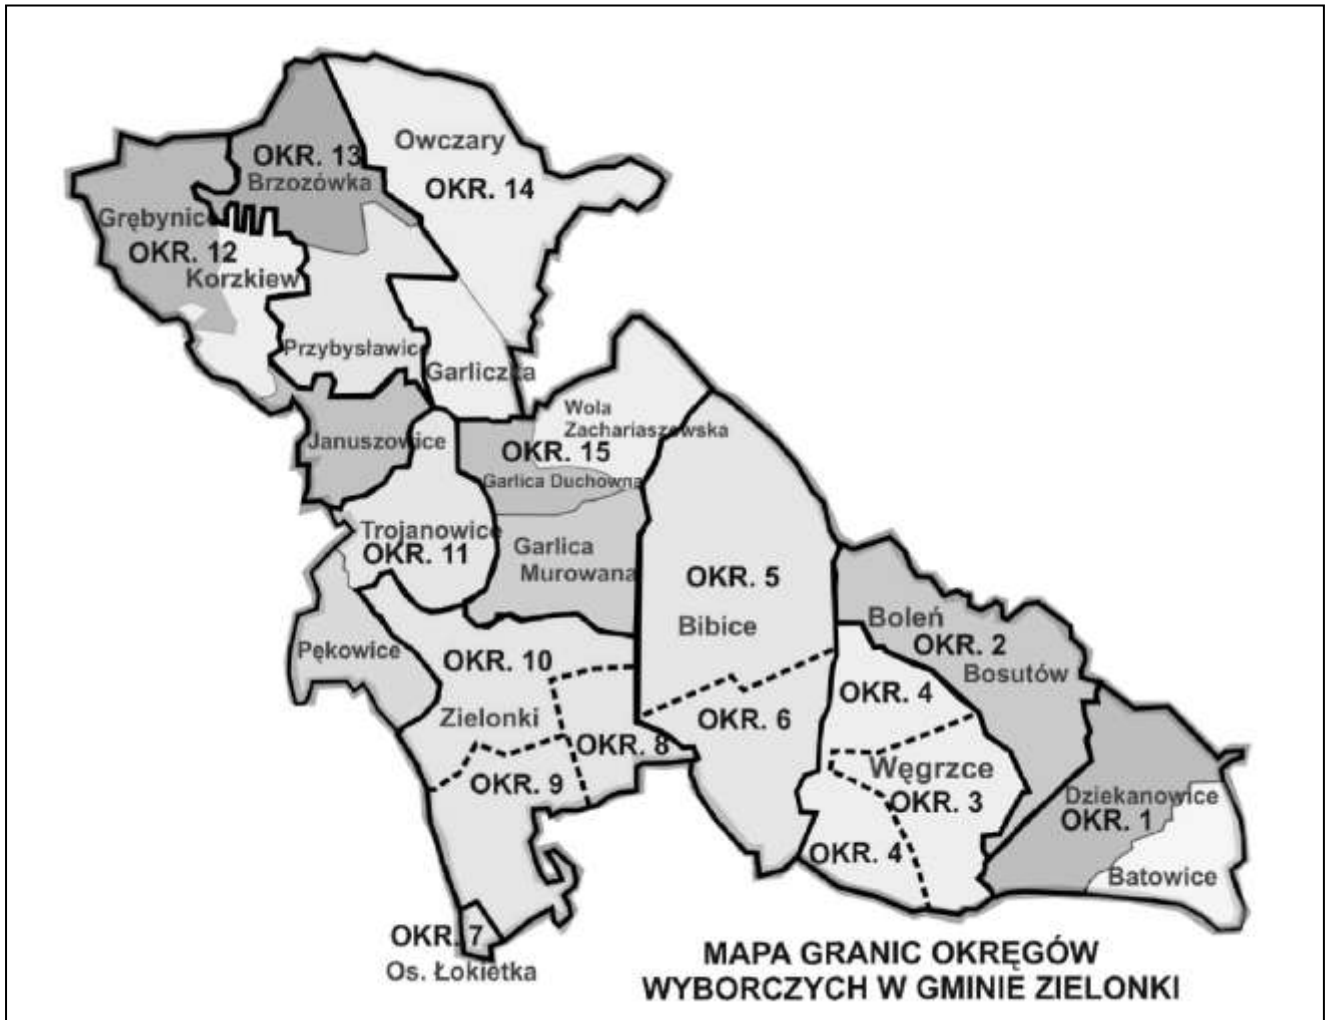 Owczary
OKR. 14
OKR. 13
Brzozówka
Grębynice
OKR. 12
Korzkiew
Przybysławice
Garliczka
Wola
Zachariaszewska
OKR. 15
Garlica Duchowna
Januszowice
Trojanowice
OKR. 11
Garlica
Murowana
OKR. 5
Bibice
Boleń
OKR. 2
Bosutów
Pękowice
OKR. 10
Zielonki
OKR. 8
OKR. 9
OKR. 6
OKR. 4
Węgrzce
OKR. 3
OKR. 4
Dziekanowice
OKR. 1
Batowice
OKR. 7
Os. Łokietka
MAPA GRANIC OKRĘGÓW
WYBORCZYCH W GMINIE ZIELONKI